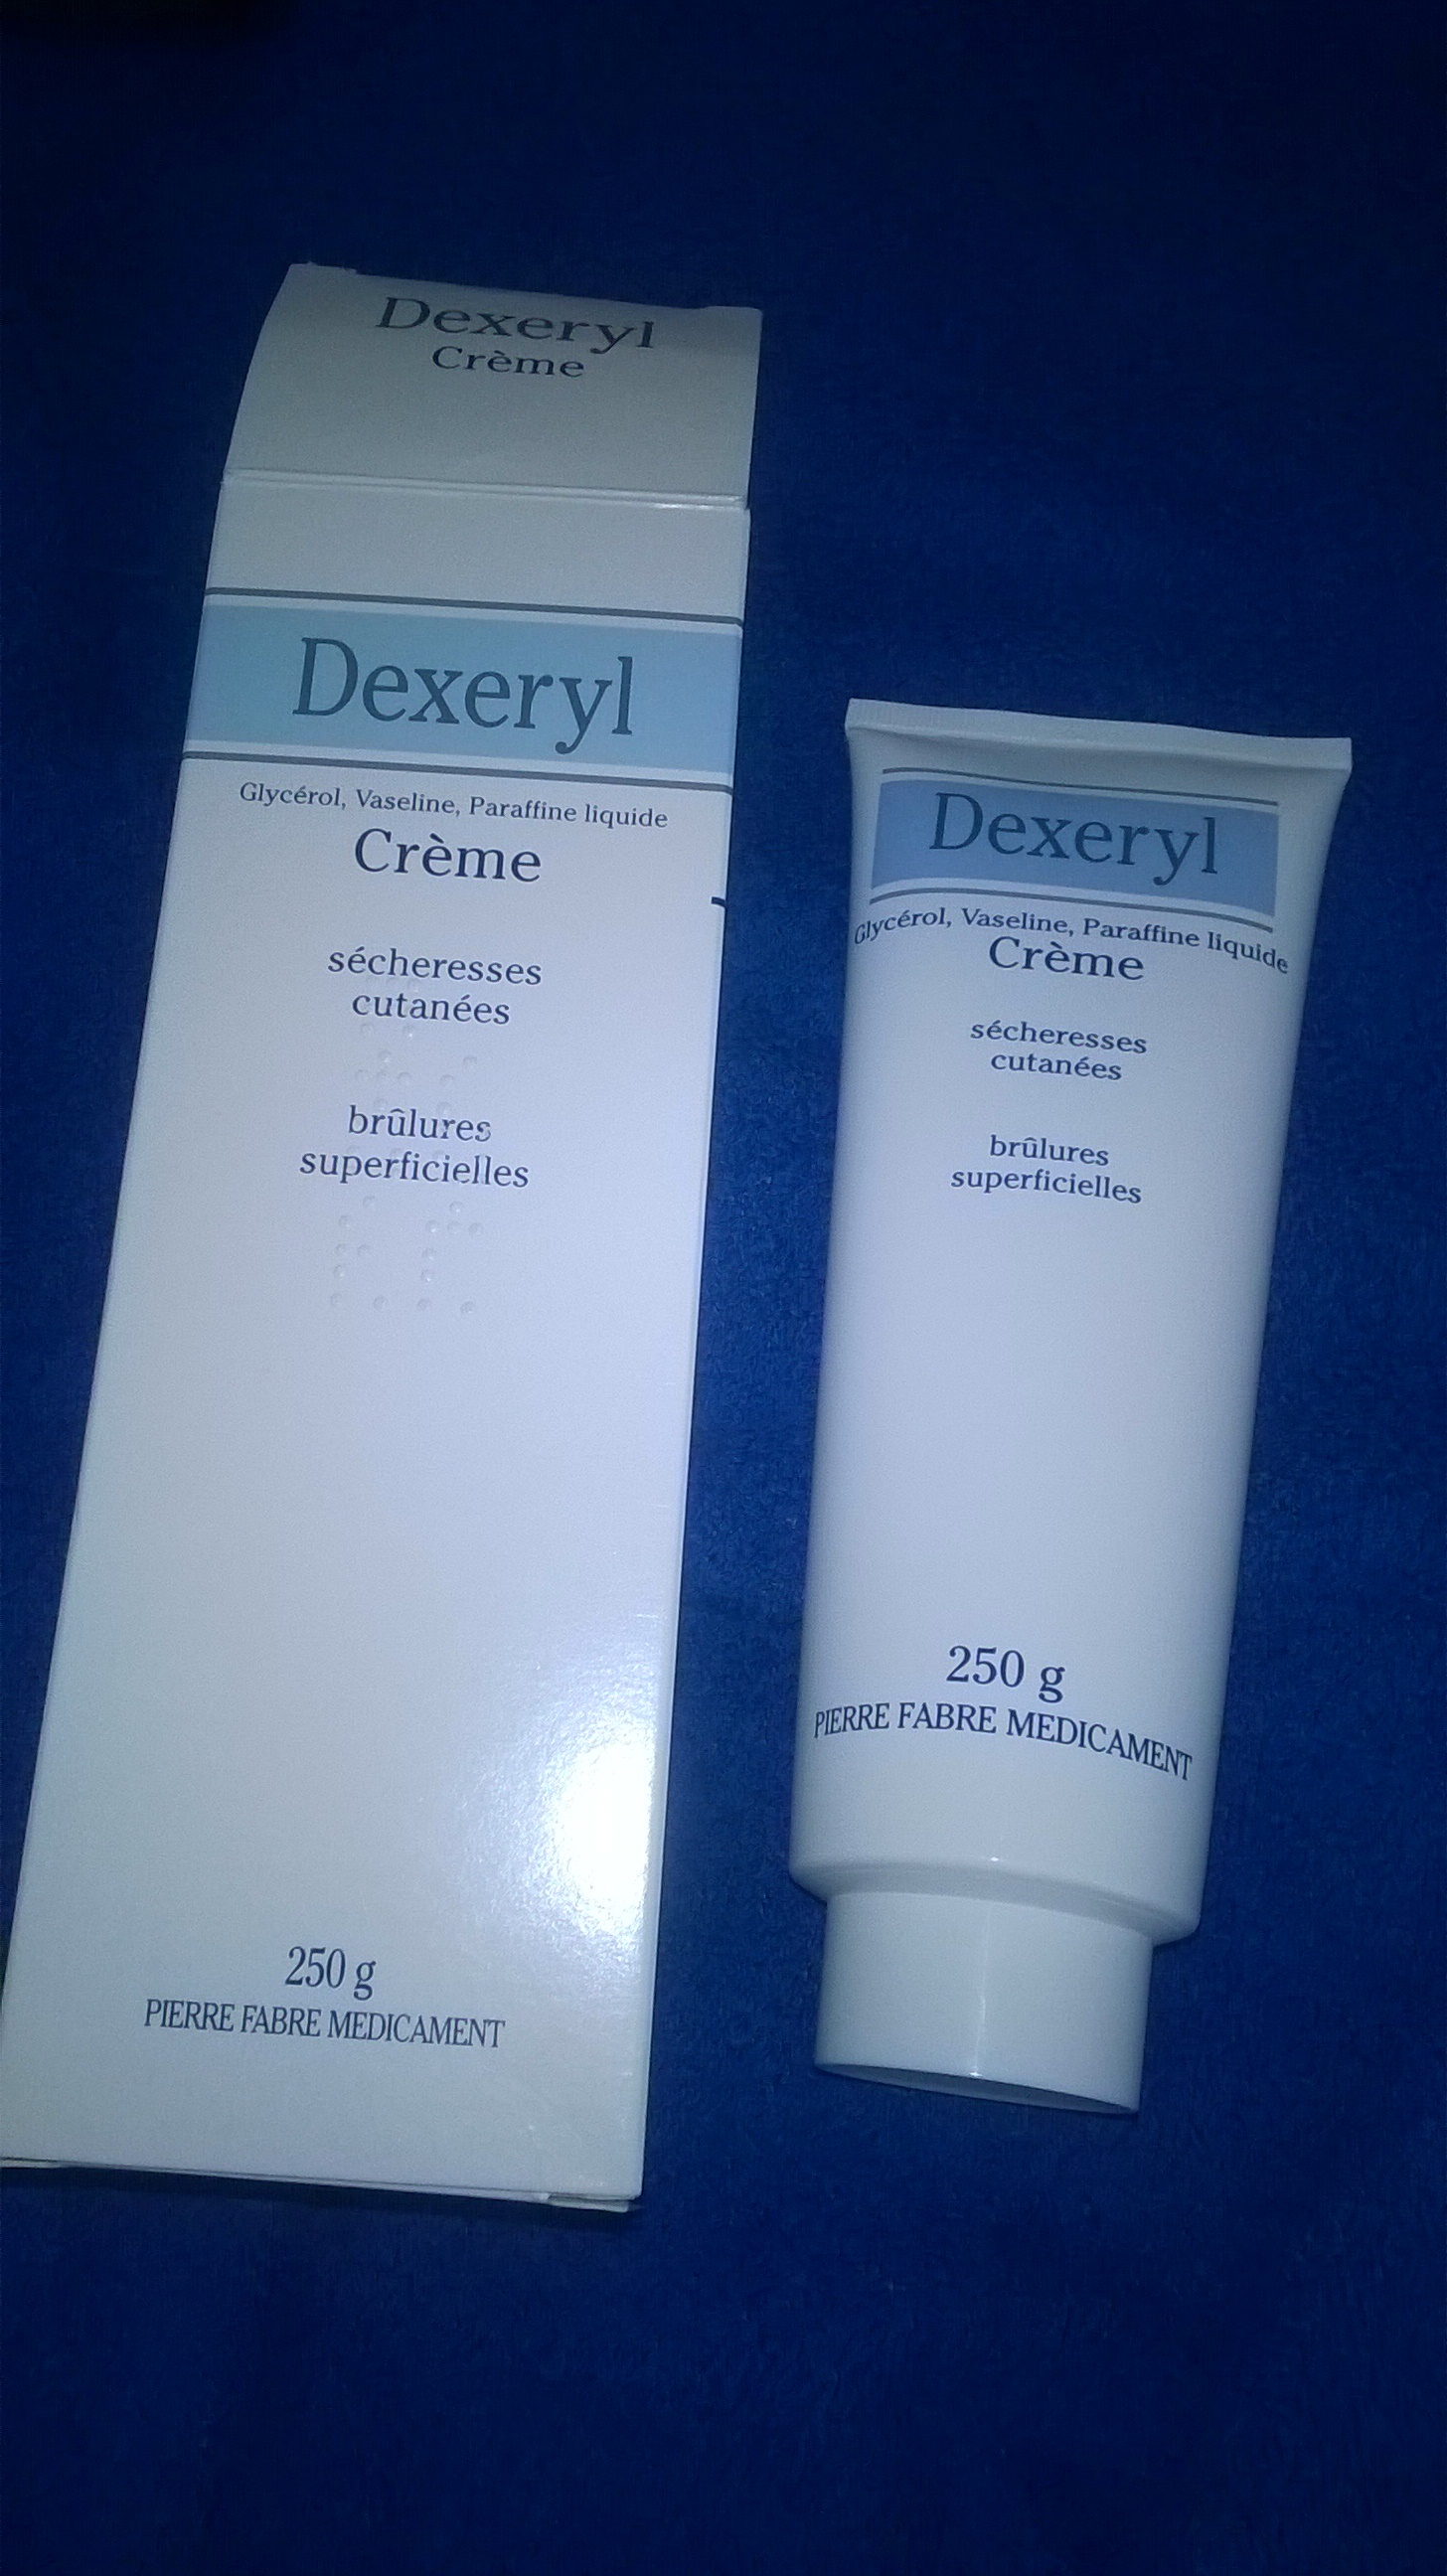 Dexeryl
Crème
Dexeryl
Glycérol, Vaseline, Paraffine liquide
Crème
sécheresses
cutanées
brûlures
superficielles
250 g
PIERRE FABRE MEDICAMENT
Dexeryl
Glycérol, Vaseline, Paraffine liquide
Crème
sécheresses
cutanées
brûlures
superficielles
250 g
PIERRE FABRE MEDICAMENT